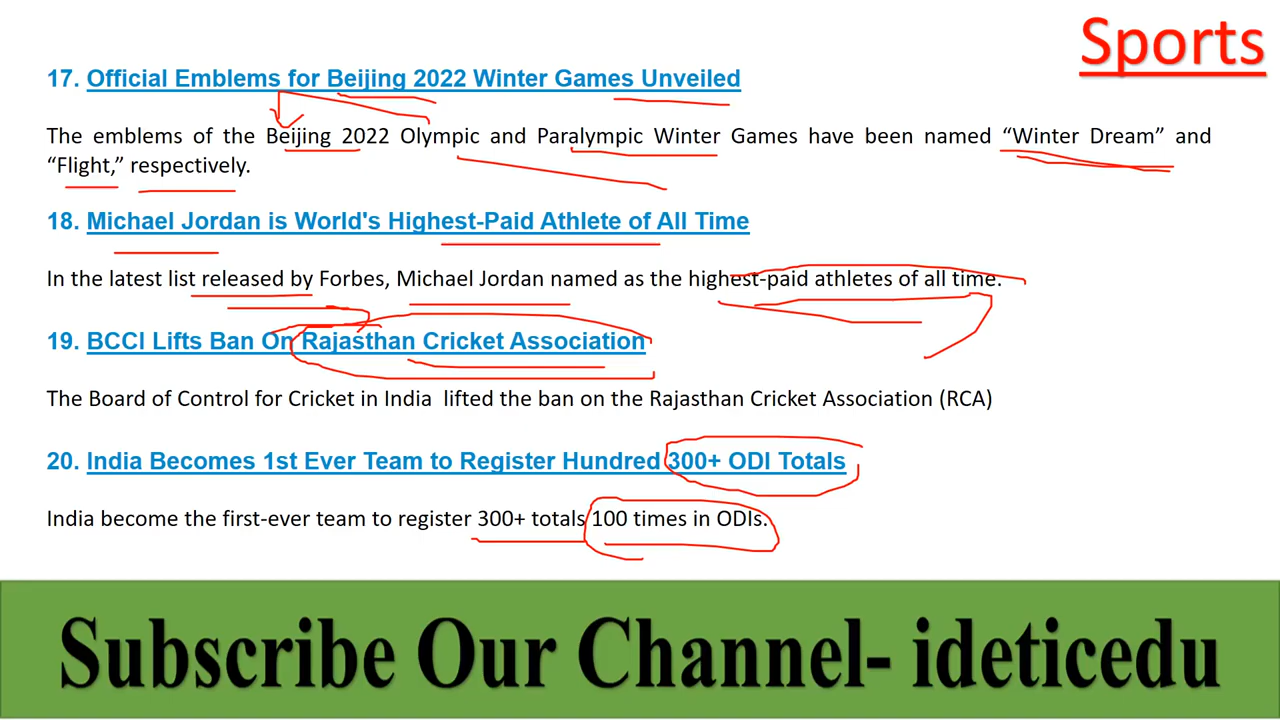 Sports
17. Official Emblems for Beijing 2022 Winter Games Unveiled
The emblems of the Beijing 2022 Olympic and Paralympic Winter Games have been named “Winter Dream” and
“Flight,” respectively.
18. Michael Jordan is World's Highest-Paid Athlete of All Time
In the latest list released by Forbes, Michael Jordan named as the highest-paid athletes of all time.
19. BCCI Lifts Ban On Rajasthan Cricket Association
The Board of Control for Cricket in India lifted the ban on the Rajasthan Cricket Association (RCA)
20. India Becomes 1st Ever Team to Register Hundred 300+ ODI Totals
India become the first-ever team to register 300+ totals 100 times in ODIs.
Subscribe Our Channel- ideticedu